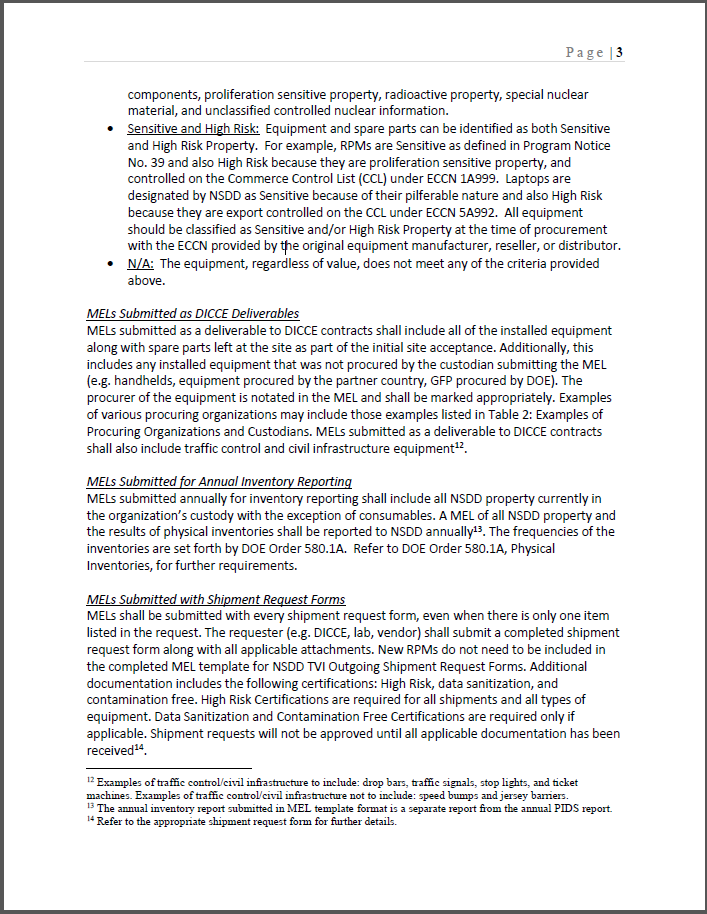 Page | 3
components, proliferation sensitive property, radioactive property, special nuclear
material, and unclassified controlled nuclear information.
• Sensitive and High Risk:  Equipment and spare parts can be identified as both Sensitive
and High Risk Property.  For example, RPMs are Sensitive as defined in Program Notice
No. 39 and also High Risk because they are proliferation sensitive property, and
controlled on the Commerce Control List (CCL) under ECCN 1A999.  Laptops are
designated by NSDD as Sensitive because of their pilferable nature and also High Risk
because they are export controlled on the CCL under ECCN 5A992.  All equipment
should be classified as Sensitive and/or High Risk Property at the time of procurement
with the ECCN provided by the original equipment manufacturer, reseller, or distributor.
• N/A:  The equipment, regardless of value, does not meet any of the criteria provided
above.
MELs Submitted as DICCE Deliverables
MELs submitted as a deliverable to DICCE contracts shall include all of the installed equipment
along with spare parts left at the site as part of the initial site acceptance. Additionally, this
includes any installed equipment that was not procured by the custodian submitting the MEL
(e.g. handhelds, equipment procured by the partner country, GFP procured by DOE). The
procurer of the equipment is notated in the MEL and shall be marked appropriately. Examples
of various procuring organizations may include those examples listed in Table 2: Examples of
Procuring Organizations and Custodians. MELs submitted as a deliverable to DICCE contracts
shall also include traffic control and civil infrastructure equipment12.
MELs Submitted for Annual Inventory Reporting
MELs submitted annually for inventory reporting shall include all NSDD property currently in
the organization's custody with the exception of consumables. A MEL of all NSDD property and
the results of physical inventories shall be reported to NSDD annually13. The frequencies of the
inventories are set forth by DOE Order 580.1A.  Refer to DOE Order 580.1A, Physical
Inventories, for further requirements.
MELs Submitted with Shipment Request Forms
MELs shall be submitted with every shipment request form, even when there is only one item
listed in the request. The requester (e.g. DICCE, lab, vendor) shall submit a completed shipment
request form along with all applicable attachments. New RPMs do not need to be included in
the completed MEL template for NSDD TVI Outgoing Shipment Request Forms. Additional
documentation includes the following certifications: High Risk, data sanitization, and
contamination free. High Risk Certifications are required for all shipments and all types of
equipment. Data Sanitization and Contamination Free Certifications are required only if
applicable. Shipment requests will not be approved until all applicable documentation has been
received14.
12 Examples of traffic control/civil infrastructure to include: drop bars, traffic signals, stop lights, and ticket
machines. Examples of traffic control/civil infrastructure not to include: speed bumps and jersey barriers.
13 The annual inventory report submitted in MEL template format is a separate report from the annual PIDS report.
14 Refer to the appropriate shipment request form for further details.